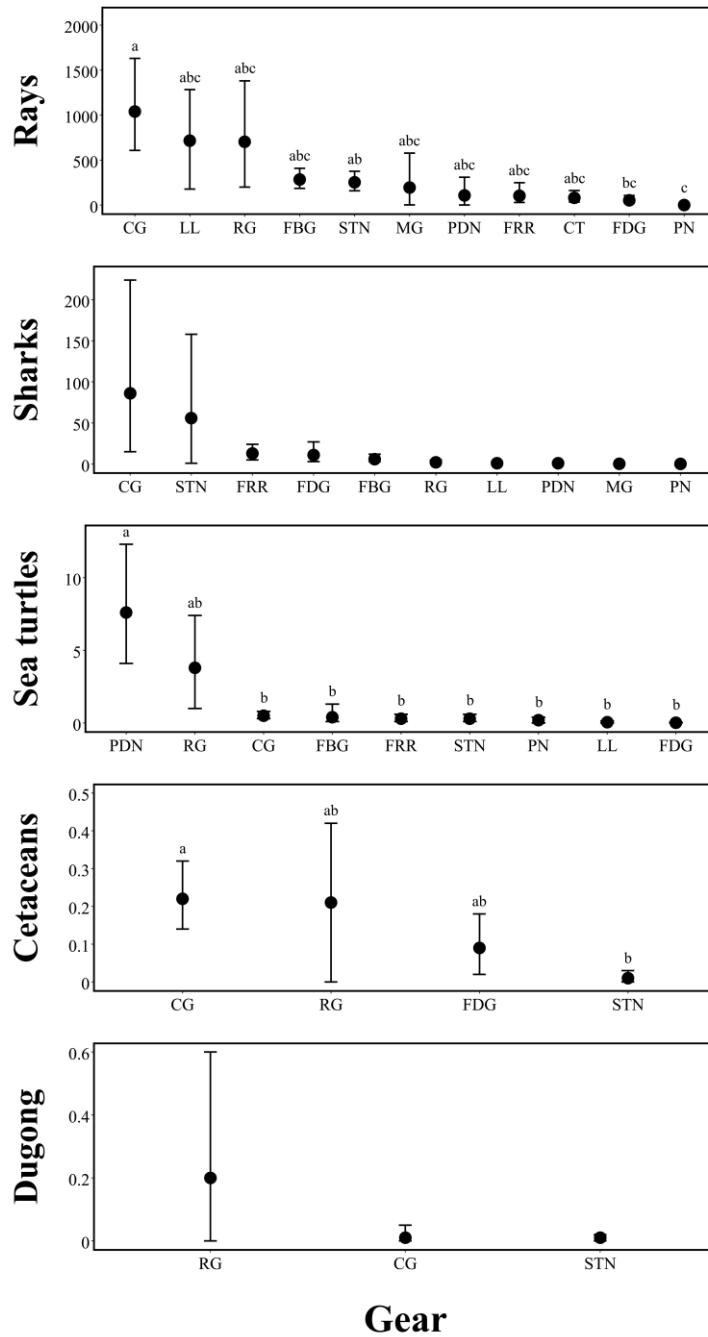 Rays
2000
1500
1000
500
0
a abc abc abc ab abc abc abc abc bc c
CG LL RG FBG STN MG PDN FRR CT FDG PN
Sharks
200
150
100
50
0
CG STN FRR FDG FBG RG LL PDN MG PN
Sea turtles
10
5
0
a ab b b b b b b b
PDN RG CG FBG FRR STN PN LL FDG
Cetaceans
0.5
0.4
0.3
0.2
0.1
0
a ab ab b
CG RG FDG STN
Dugong
0.6
0.4
0.2
0
RG CG STN
Gear